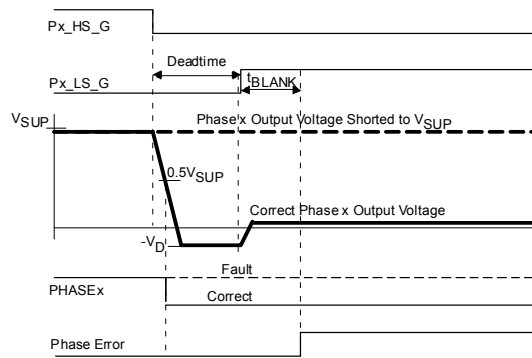 Px_HS_G
Deadtime
tBLANK
Px_LS_G
VSUP
Phase x Output Voltage Shorted to VSUP
0.5VSUP
Correct Phase x Output Voltage
-VD
Fault
PHASEx
Correct
Phase Error